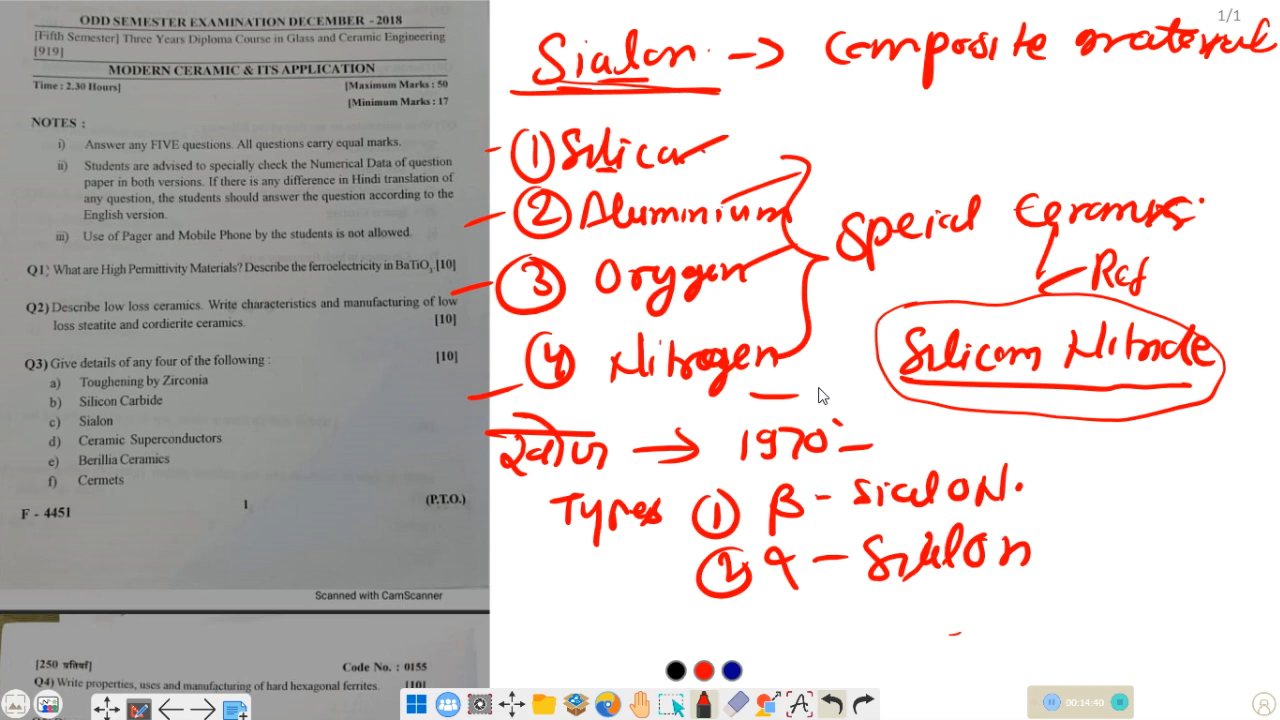 ODD SEMESTER EXAMINATION DECEMBER - 2018
[Fifth Semester] Three Years Diploma Course in Glass and Ceramic Engineering
[919]
MODERN CERAMIC & ITS APPLICATION
Time : 2.30 Hours] [Maximum Marks : 50
[Minimum Marks : 17
NOTES :
i) Answer any FIVE questions. All questions carry equal marks.
ii) Students are advised to specially check the Numerical Data of question
paper in both versions. If there is any difference in Hindi translation of
any question, the students should answer the question according to the
English version.
iii) Use of Pager and Mobile Phone by the students is not allowed.
Q1) What are High Permittivity Materials? Describe the ferroelectricity in BaTiO3. [10]
Q2) Describe low loss ceramics. Write characteristics and manufacturing of low
loss steatite and cordierite ceramics. [10]
Q3) Give details of any four of the following : [10]
a) Toughening by Zirconia
b) Silicon Carbide
c) Sialon
d) Ceramic Superconductors
e) Berillia Ceramics
f) Cermets
1
F - 4451 (P.T.O.)
Scanned with CamScanner
[250 प्रतियाँ] Code No. : 0155
Q4) Write properties, uses and manufacturing of hard hexagonal ferrites. [10]
1/1
Sialon → Composite material
① Silica
② Aluminium
③ Oxygen
④ Nitrogen
Special Ceramics
Ref
Silicon Nitride
खोज → 1970
Types ① β - SialON.
② α - Sialon
00:14:40